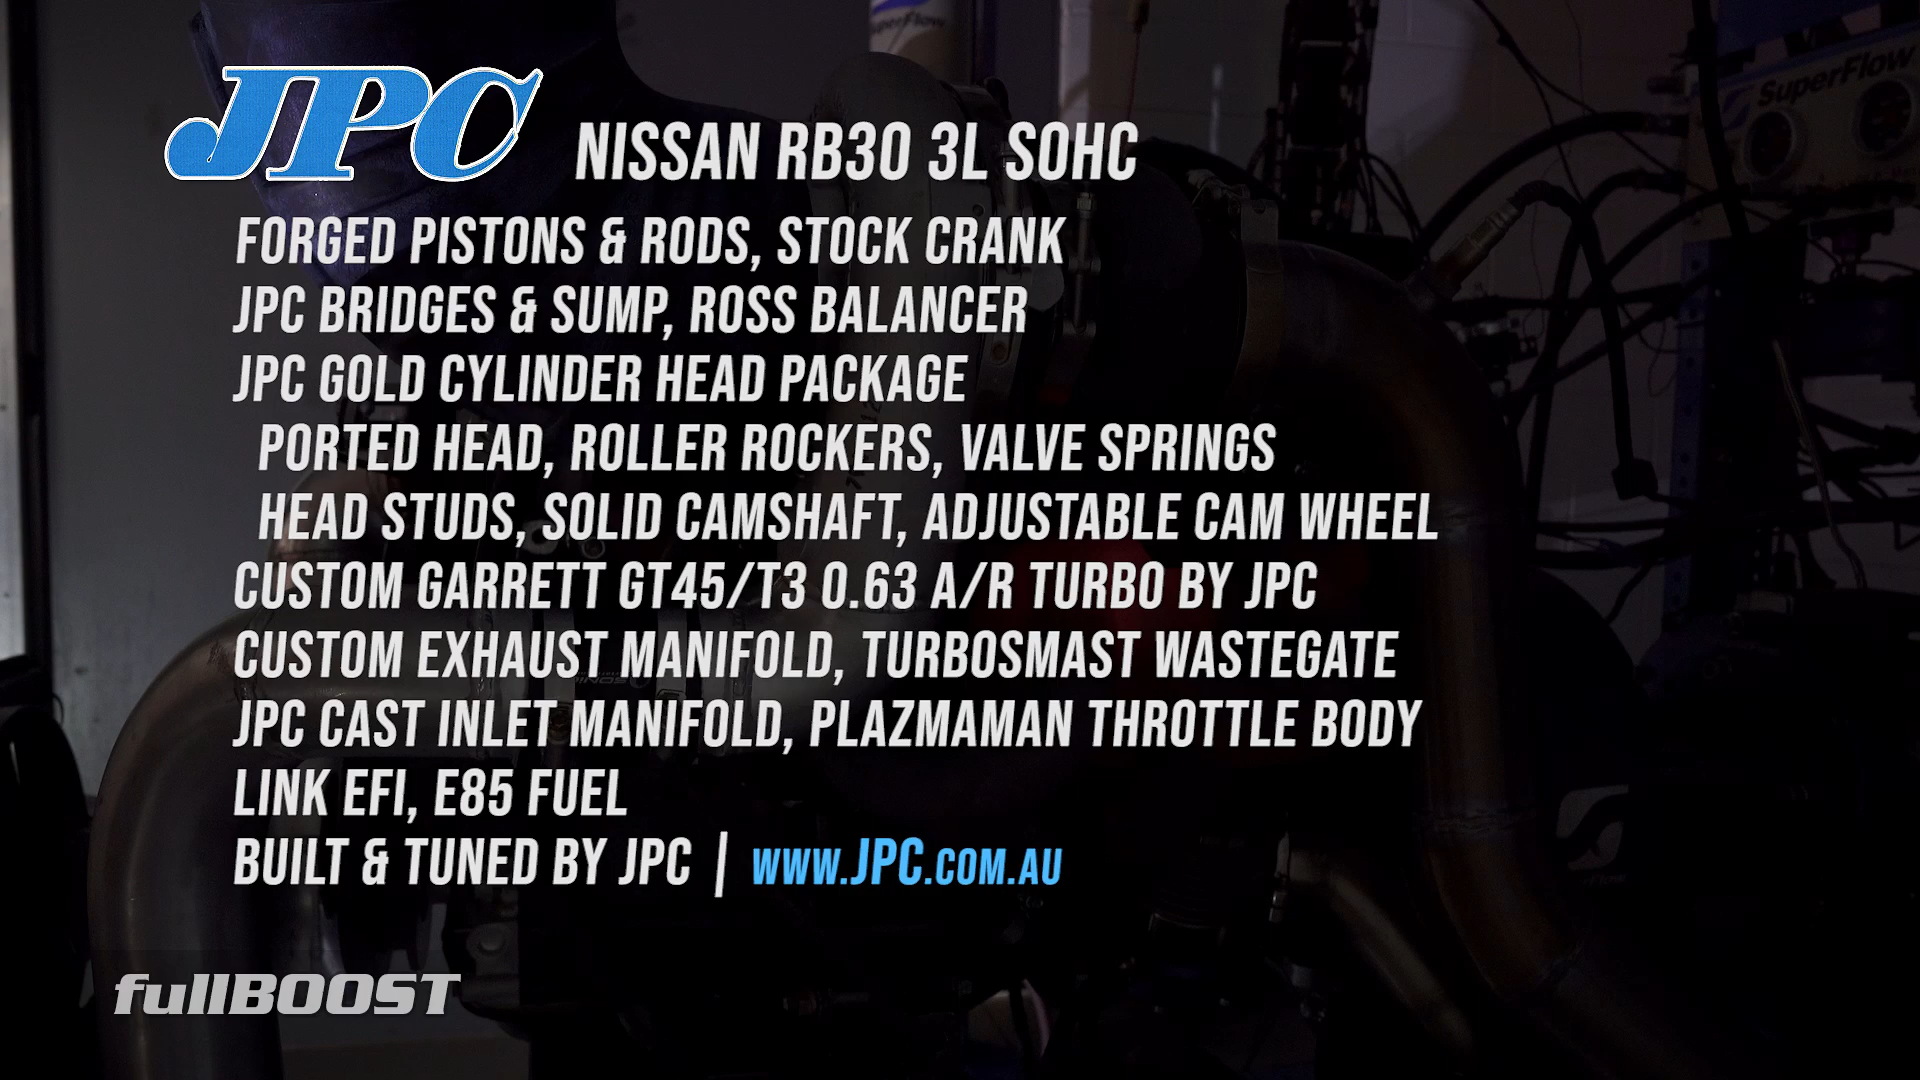 SuperFlow
SuperFlow
JPC NISSAN RB30 3L SOHC
FORGED PISTONS & RODS, STOCK CRANK
JPC BRIDGES & SUMP, ROSS BALANCER
JPC GOLD CYLINDER HEAD PACKAGE
PORTED HEAD, ROLLER ROCKERS, VALVE SPRINGS
HEAD STUDS, SOLID CAMSHAFT, ADJUSTABLE CAM WHEEL
CUSTOM GARRETT GT45/T3 0.63 A/R TURBO BY JPC
CUSTOM EXHAUST MANIFOLD, TURBOSMAST WASTEGATE
JPC CAST INLET MANIFOLD, PLAZMAMAN THROTTLE BODY
LINK EFI, E85 FUEL
BUILT & TUNED BY JPC | WWW.JPC.COM.AU
fullBOOST